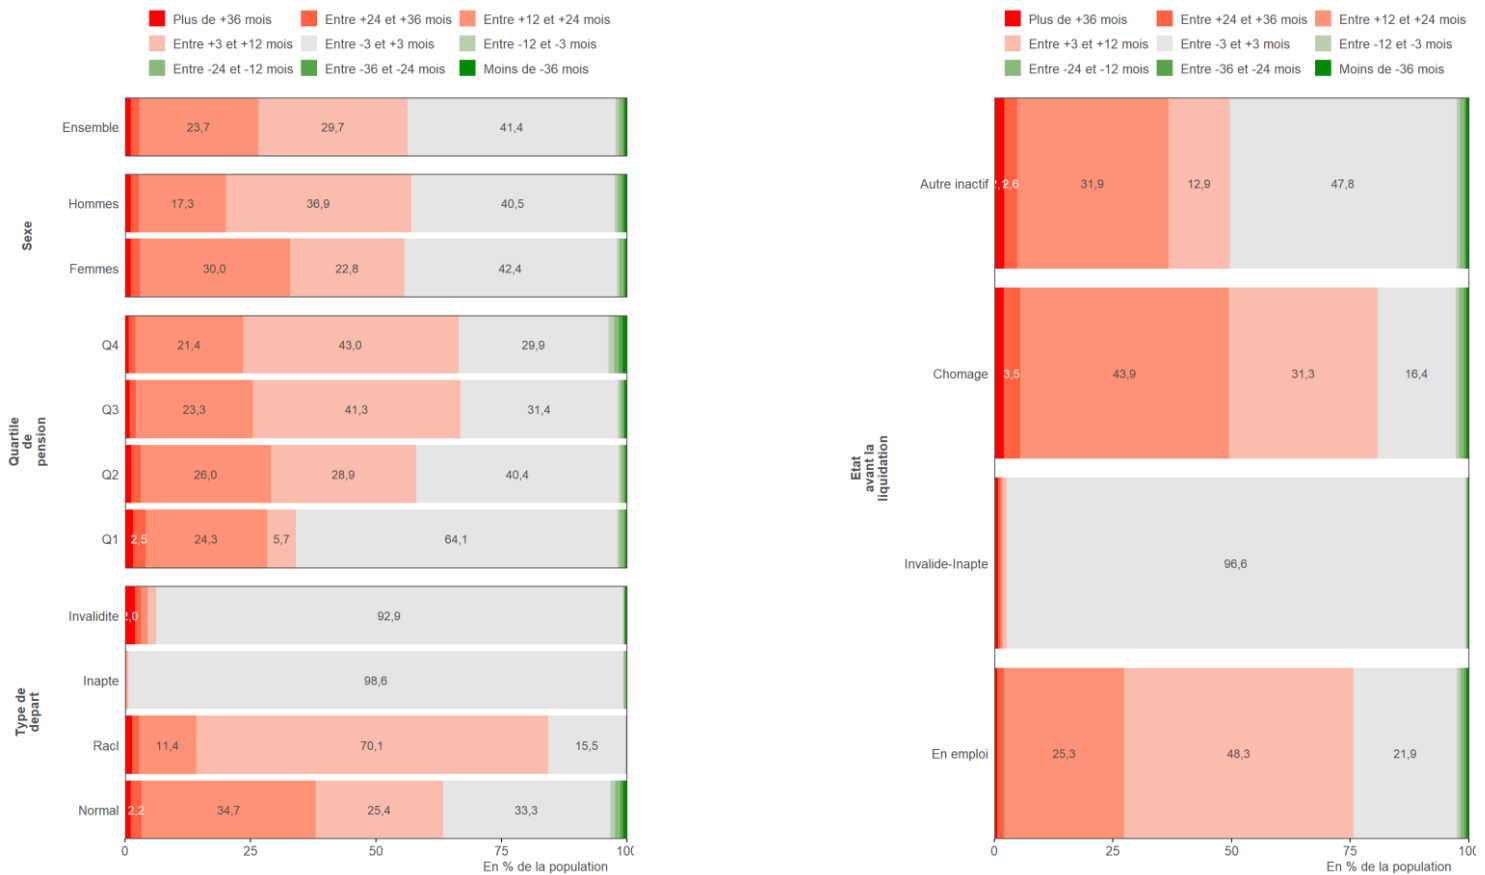 Plus de +36 mois Entre +24 et +36 mois Entre +12 et +24 mois
Entre +3 et +12 mois Entre -3 et +3 mois Entre -12 et -3 mois
Entre -24 et -12 mois Entre -36 et -24 mois Moins de -36 mois
Ensemble 23,7 29,7 41,4
Sexe
Hommes 17,3 36,9 40,5
Femmes 30,0 22,8 42,4
Quartile
de
pension
Q4 21,4 43,0 29,9
Q3 23,3 41,3 31,4
Q2 26,0 28,9 40,4
Q1 2,5 24,3 5,7 64,1
Type de
depart
Invalidite 2,0 92,9
Inapte 98,6
Racl 11,4 70,1 15,5
Normal 2,2 34,7 25,4 33,3
0 25 50 75 100
En % de la population
Plus de +36 mois Entre +24 et +36 mois Entre +12 et +24 mois
Entre +3 et +12 mois Entre -3 et +3 mois Entre -12 et -3 mois
Entre -24 et -12 mois Entre -36 et -24 mois Moins de -36 mois
Etat
avant la
liquidation
Autre inactif 2,6 31,9 12,9 47,8
Chomage 3,5 43,9 31,3 16,4
Invalide-Inapte 96,6
En emploi 25,3 48,3 21,9
0 25 50 75 100
En % de la population